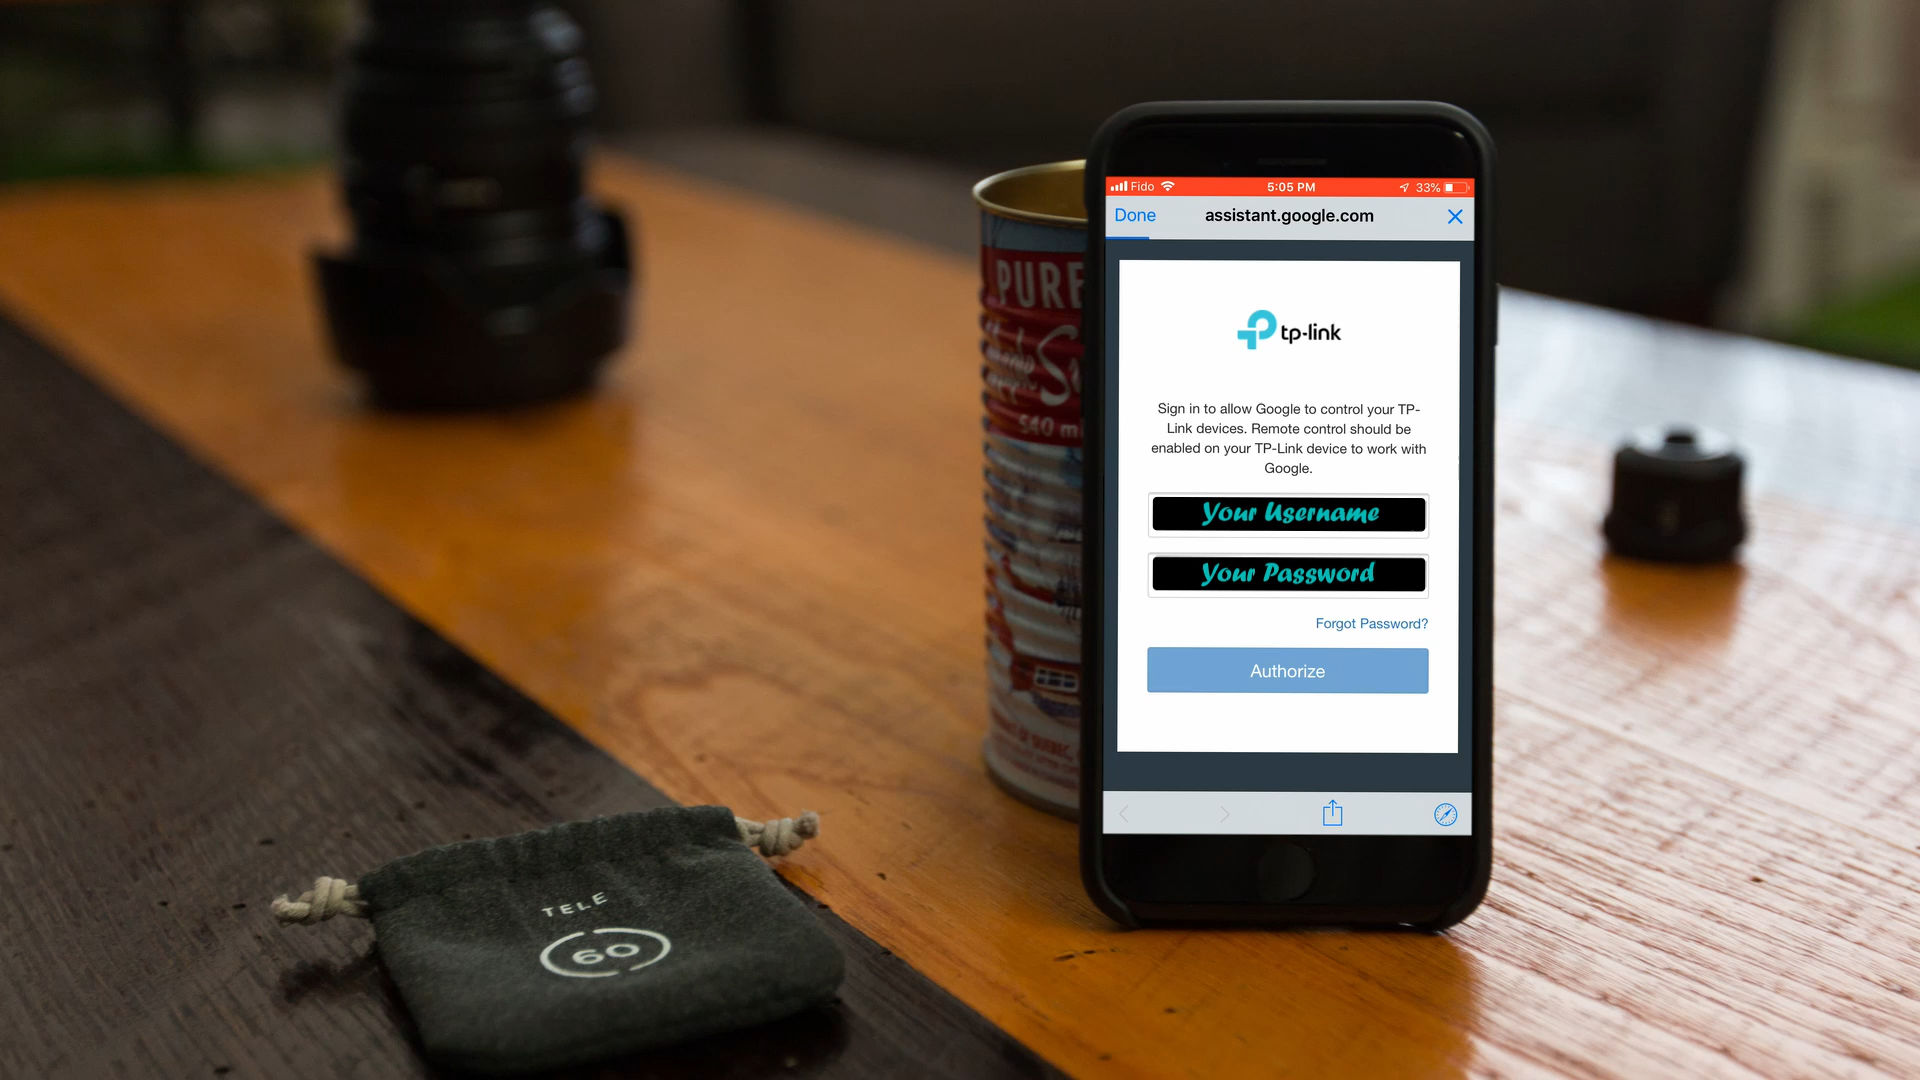 Fido
5:05 PM
33%
Done
assistant.google.com
tp-link
Sign in to allow Google to control your TP-
Link devices. Remote control should be
enabled on your TP-Link device to work with
Google.
Your Username
Your Password
Forgot Password?
Authorize
PURE
540 ml
TELE
60